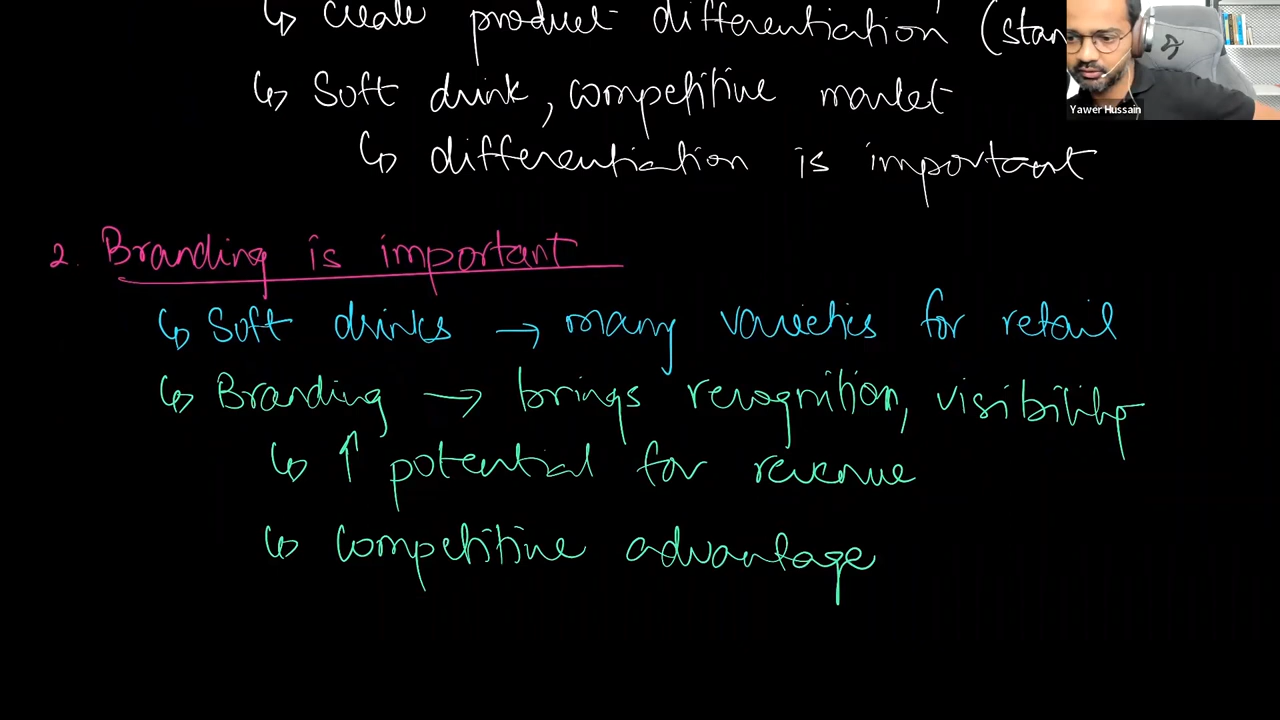 ↳ Create product differentiation (stan
↳ Soft drink, competitive market
↳ differentiation is important
Yawer Hussain
2. Branding is important
↳ Soft drinks → many varieties for retail
↳ Branding → brings recognition, visibility
↳ ↑ potential for revenue
↳ competitive advantage